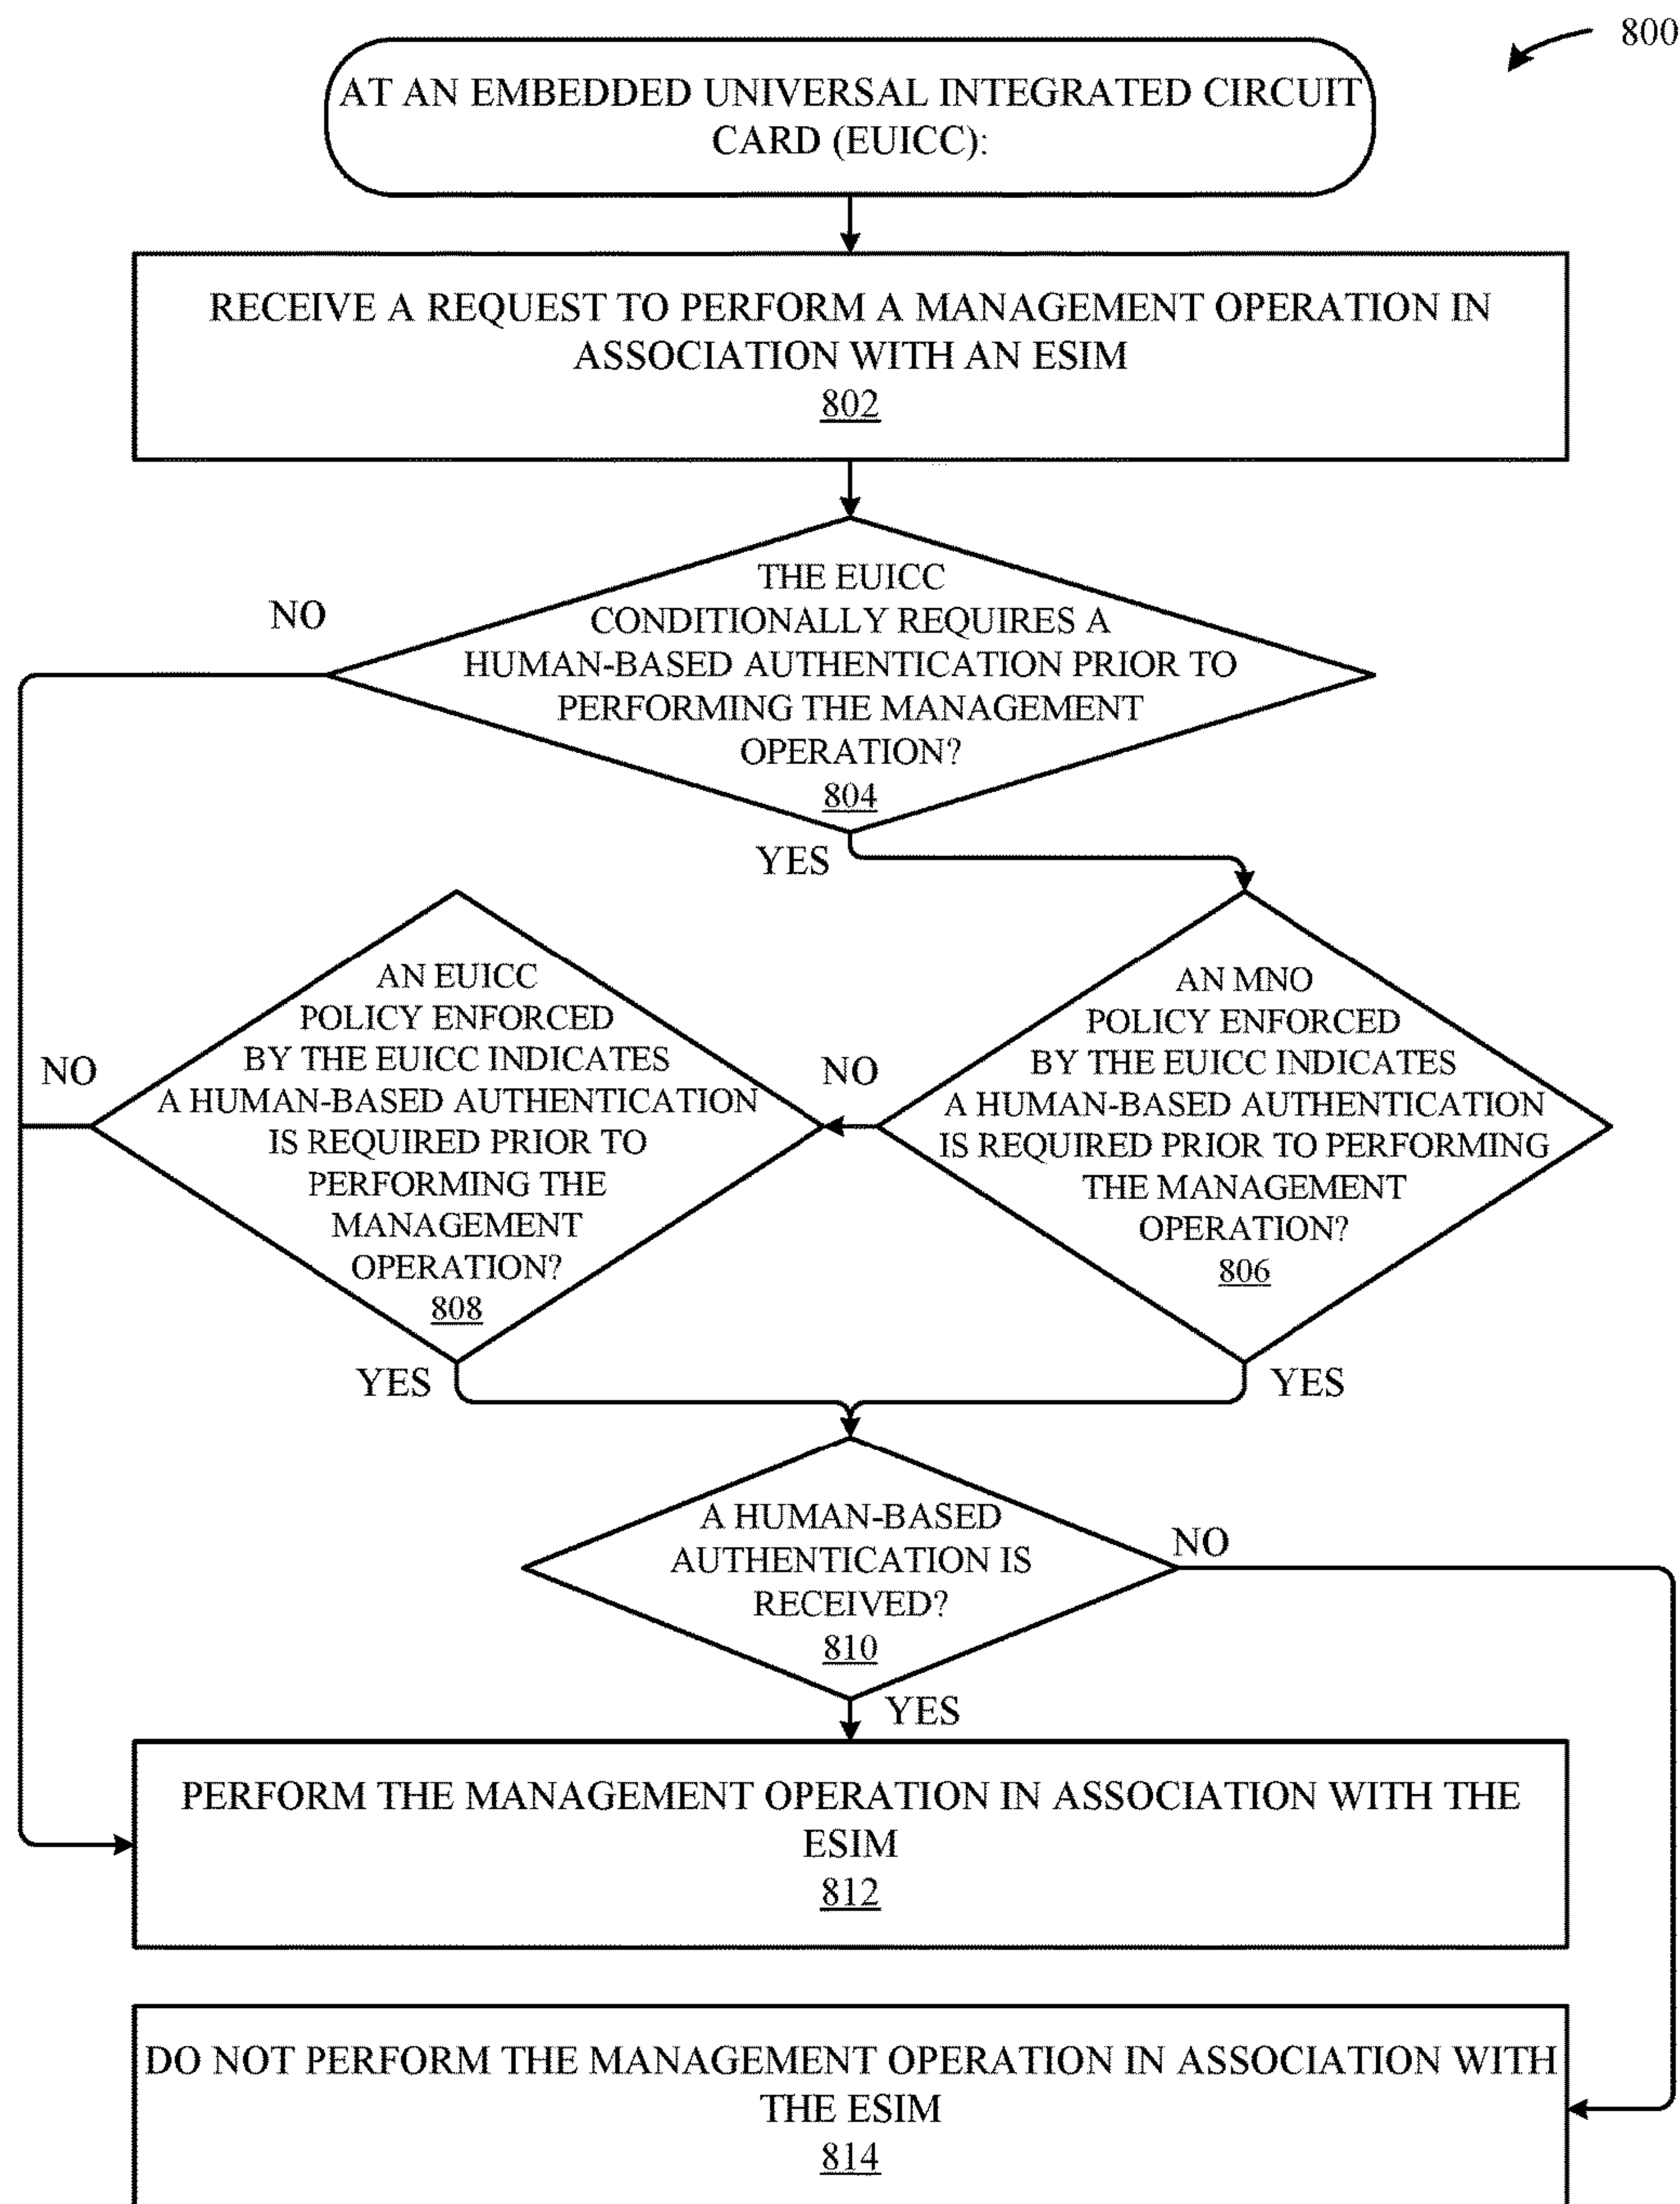 800
AT AN EMBEDDED UNIVERSAL INTEGRATED CIRCUIT
CARD (EUICC):
RECEIVE A REQUEST TO PERFORM A MANAGEMENT OPERATION IN
ASSOCIATION WITH AN ESIM
802
THE EUICC
CONDITIONALLY REQUIRES A
HUMAN-BASED AUTHENTICATION PRIOR TO
PERFORMING THE MANAGEMENT
OPERATION?
804
NO
YES
AN MNO
POLICY ENFORCED
BY THE EUICC INDICATES
A HUMAN-BASED AUTHENTICATION
IS REQUIRED PRIOR TO PERFORMING
THE MANAGEMENT
OPERATION?
806
NO
YES
AN EUICC
POLICY ENFORCED
BY THE EUICC INDICATES
A HUMAN-BASED AUTHENTICATION
IS REQUIRED PRIOR TO
PERFORMING THE
MANAGEMENT
OPERATION?
808
NO
YES
A HUMAN-BASED
AUTHENTICATION IS
RECEIVED?
810
NO
YES
PERFORM THE MANAGEMENT OPERATION IN ASSOCIATION WITH THE
ESIM
812
DO NOT PERFORM THE MANAGEMENT OPERATION IN ASSOCIATION WITH
THE ESIM
814